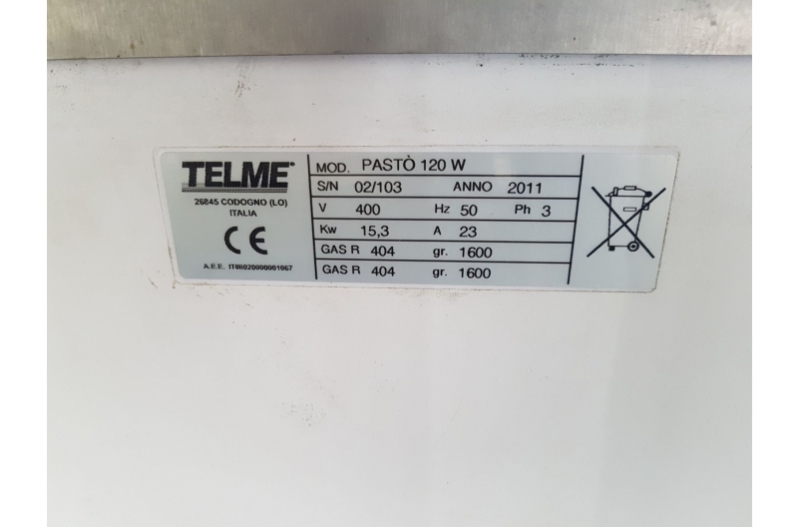 TELME
26845 CODOGNO (LO)
ITALIA
CE
A.E.E. IT08020000001067
MOD. PASTÒ 120 W
S/N 02/103 ANNO 2011
V 400 Hz 50 Ph 3
Kw 15,3 A 23
GAS R 404 gr. 1600
GAS R 404 gr. 1600